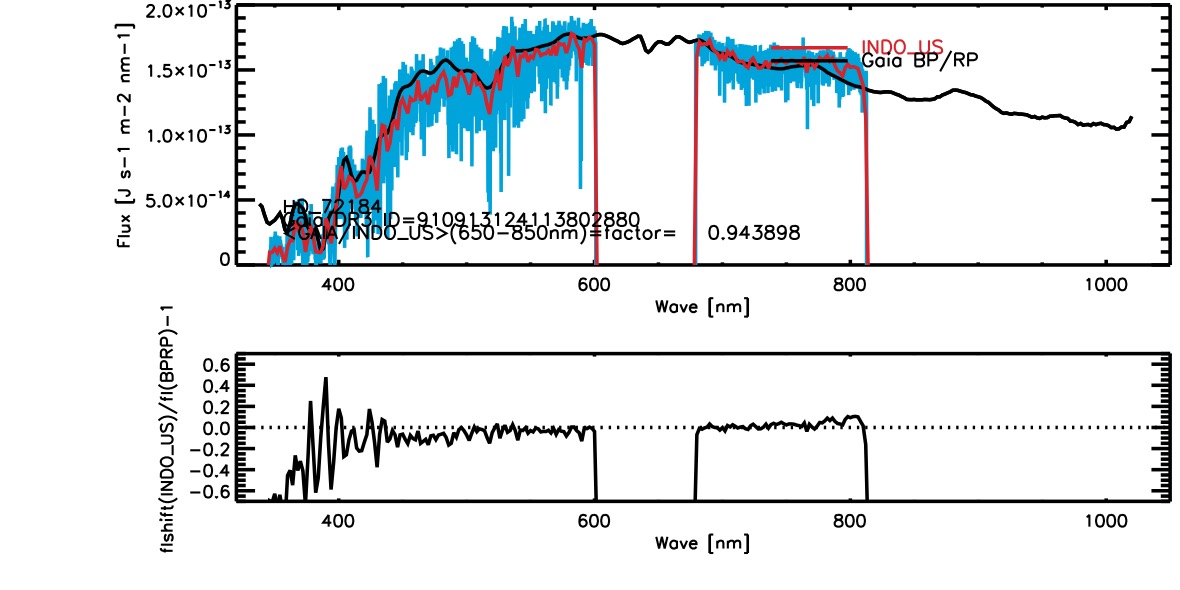 2.0×10−13
1.5×10−13
1.0×10−13
5.0×10−14
0
Flux [J s−1 m−2 nm−1]
INDO_US
Gaia BP/RP
HD_72184
Gaia DR3 ID=910913124113802880
<GAIA/INDO_US>(650−850nm)=factor= 0.943898
400 600 800 1000
Wave [nm]
flshift(INDO_US)/fl(BPRP)−1
0.6
0.4
0.2
0.0
−0.2
−0.4
−0.6
400 600 800 1000
Wave [nm]